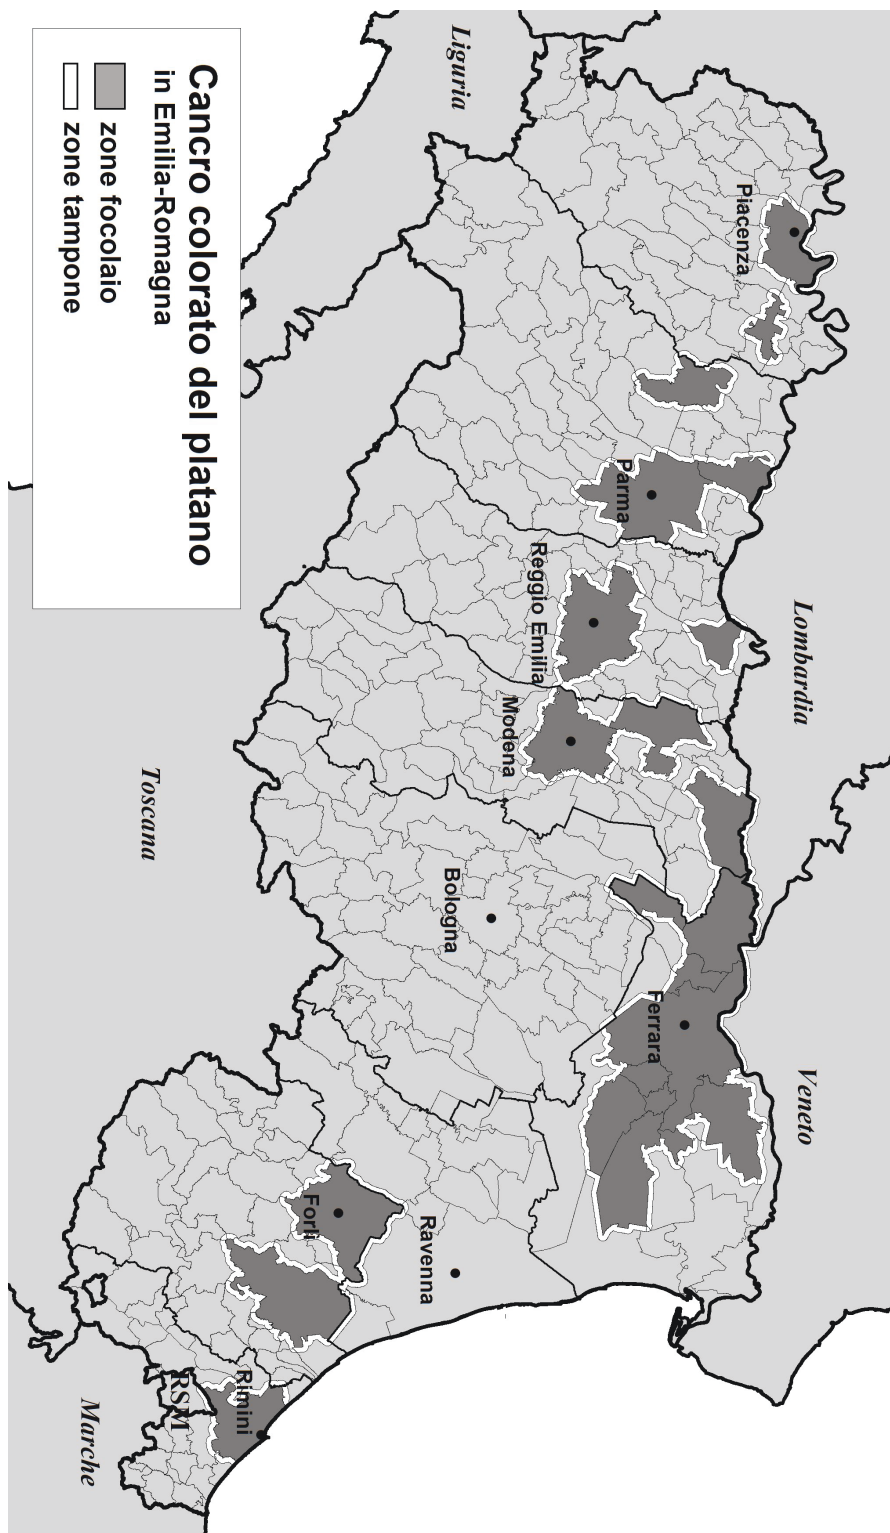 Cancro colorato del platano
in Emilia-Romagna
zone focolaio
zone tampone
Liguria
Lombardia
Veneto
Toscana
Marche
Piacenza
Parma
Reggio Emilia
Modena
Bologna
Ferrara
Ravenna
Forlì
Rimini
RSM